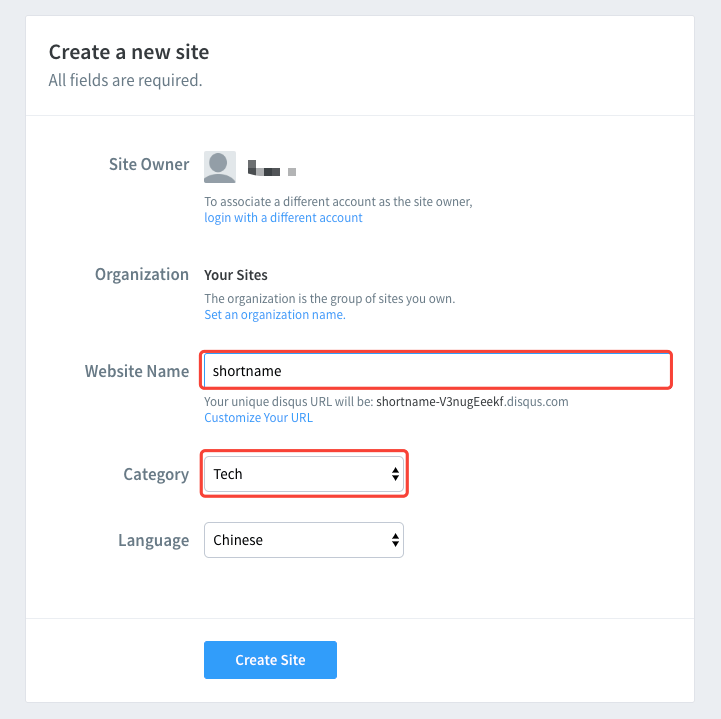 Create a new site
All fields are required.
Site Owner
To associate a different account as the site owner,
login with a different account
Organization
Your Sites
The organization is the group of sites you own.
Set an organization name.
Website Name
shortname
Your unique disqus URL will be: shortname-V3nugEeekf.disqus.com
Customize Your URL
Category
Tech
Language
Chinese
Create Site